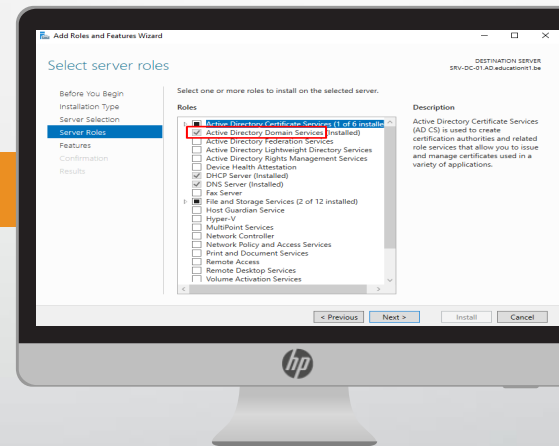 Add Roles and Features Wizard
Select server roles
DESTINATION SERVER
SRV-DC-01.AD.educationit1.be
Before You Begin
Installation Type
Server Selection
Server Roles
Features
Confirmation
Results
Select one or more roles to install on the selected server.
Roles
Active Directory Certificate Services (1 of 6 installe
Active Directory Domain Services (Installed)
Active Directory Federation Services
Active Directory Lightweight Directory Services
Active Directory Rights Management Services
Device Health Attestation
DHCP Server (Installed)
DNS Server (Installed)
Fax Server
File and Storage Services (2 of 12 installed)
Host Guardian Service
Hyper-V
MultiPoint Services
Network Controller
Network Policy and Access Services
Print and Document Services
Remote Access
Remote Desktop Services
Volume Activation Services
Description
Active Directory Certificate Services
(AD CS) is used to create
certification authorities and related
role services that allow you to issue
and manage certificates used in a
variety of applications.
< Previous
Next >
Install
Cancel
hp